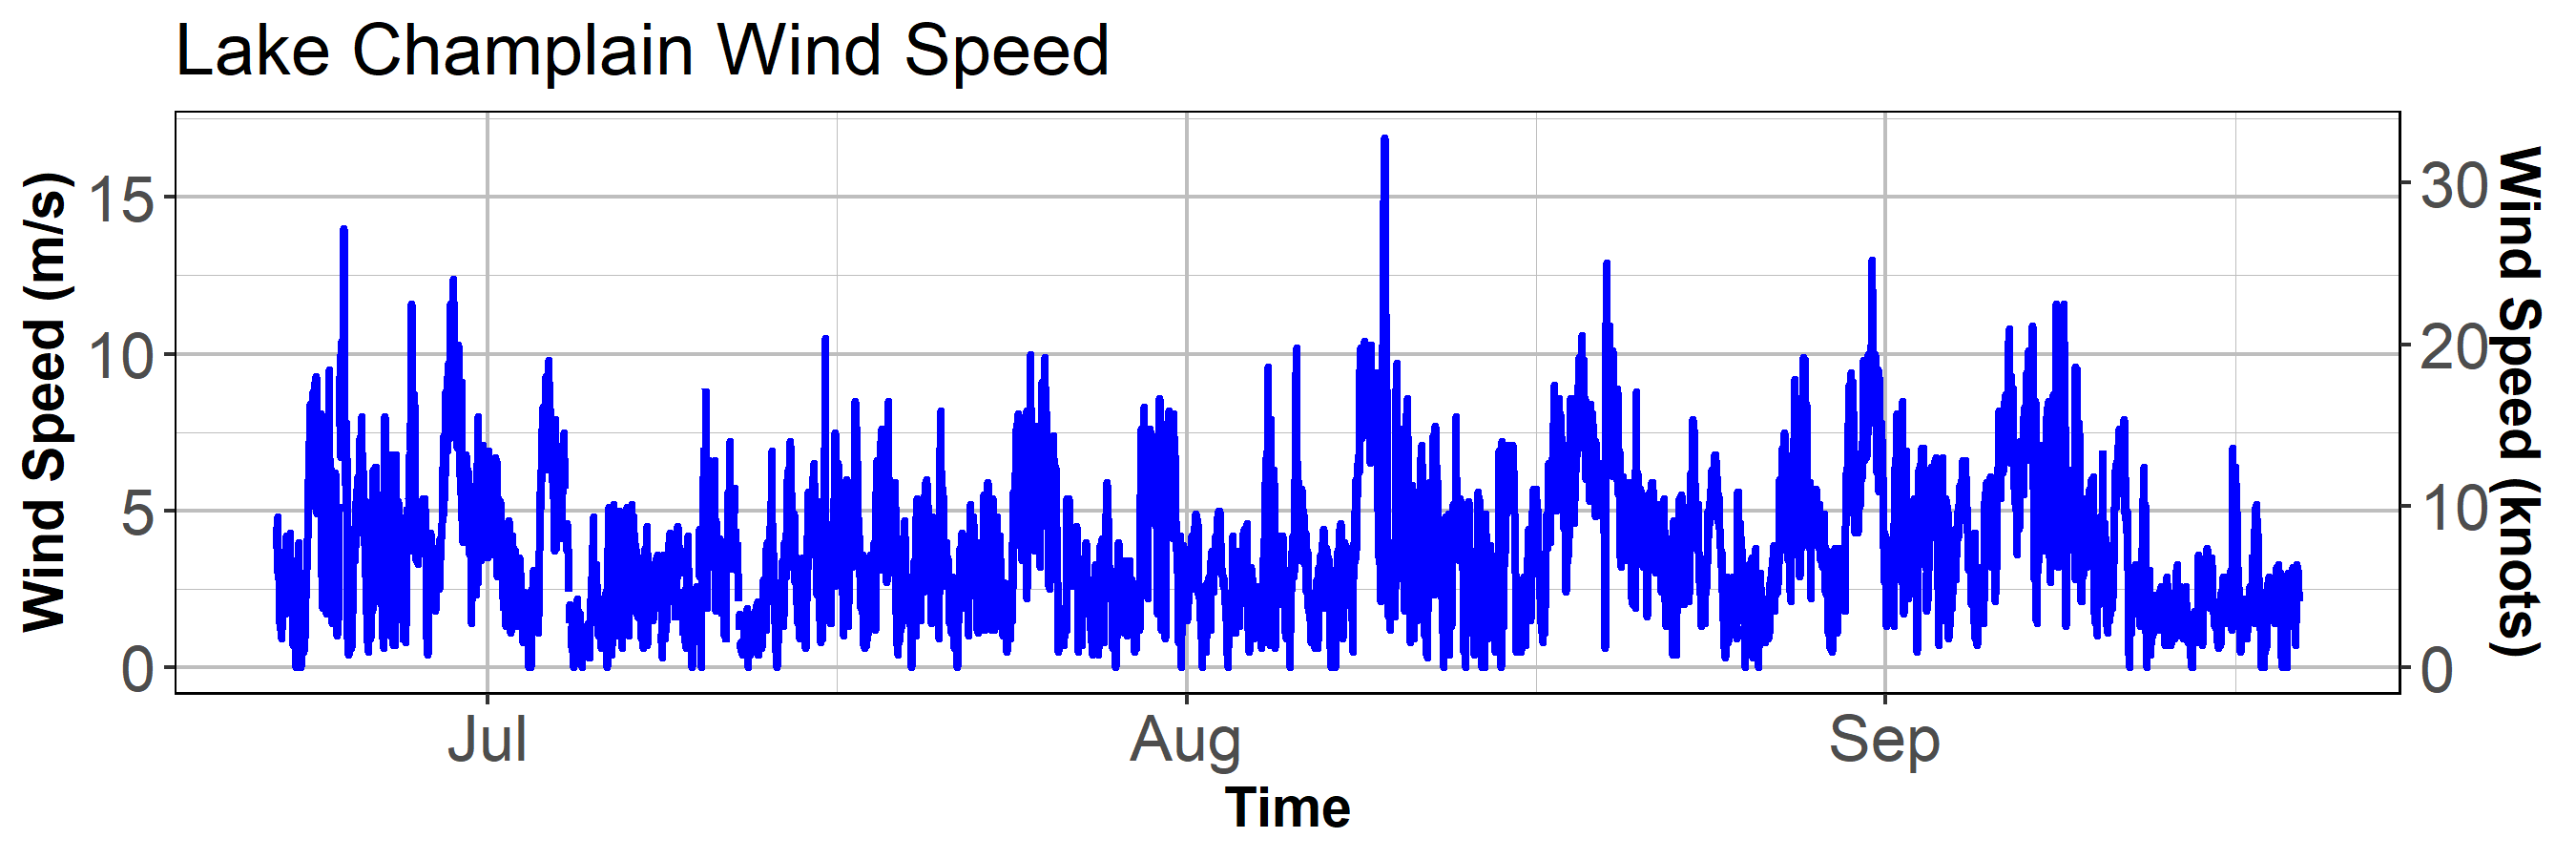 Lake Champlain Wind Speed
Wind Speed (m/s)
15
10
5
0
30
20
10
0
Wind Speed (knots)
Jul
Aug
Sep
Time